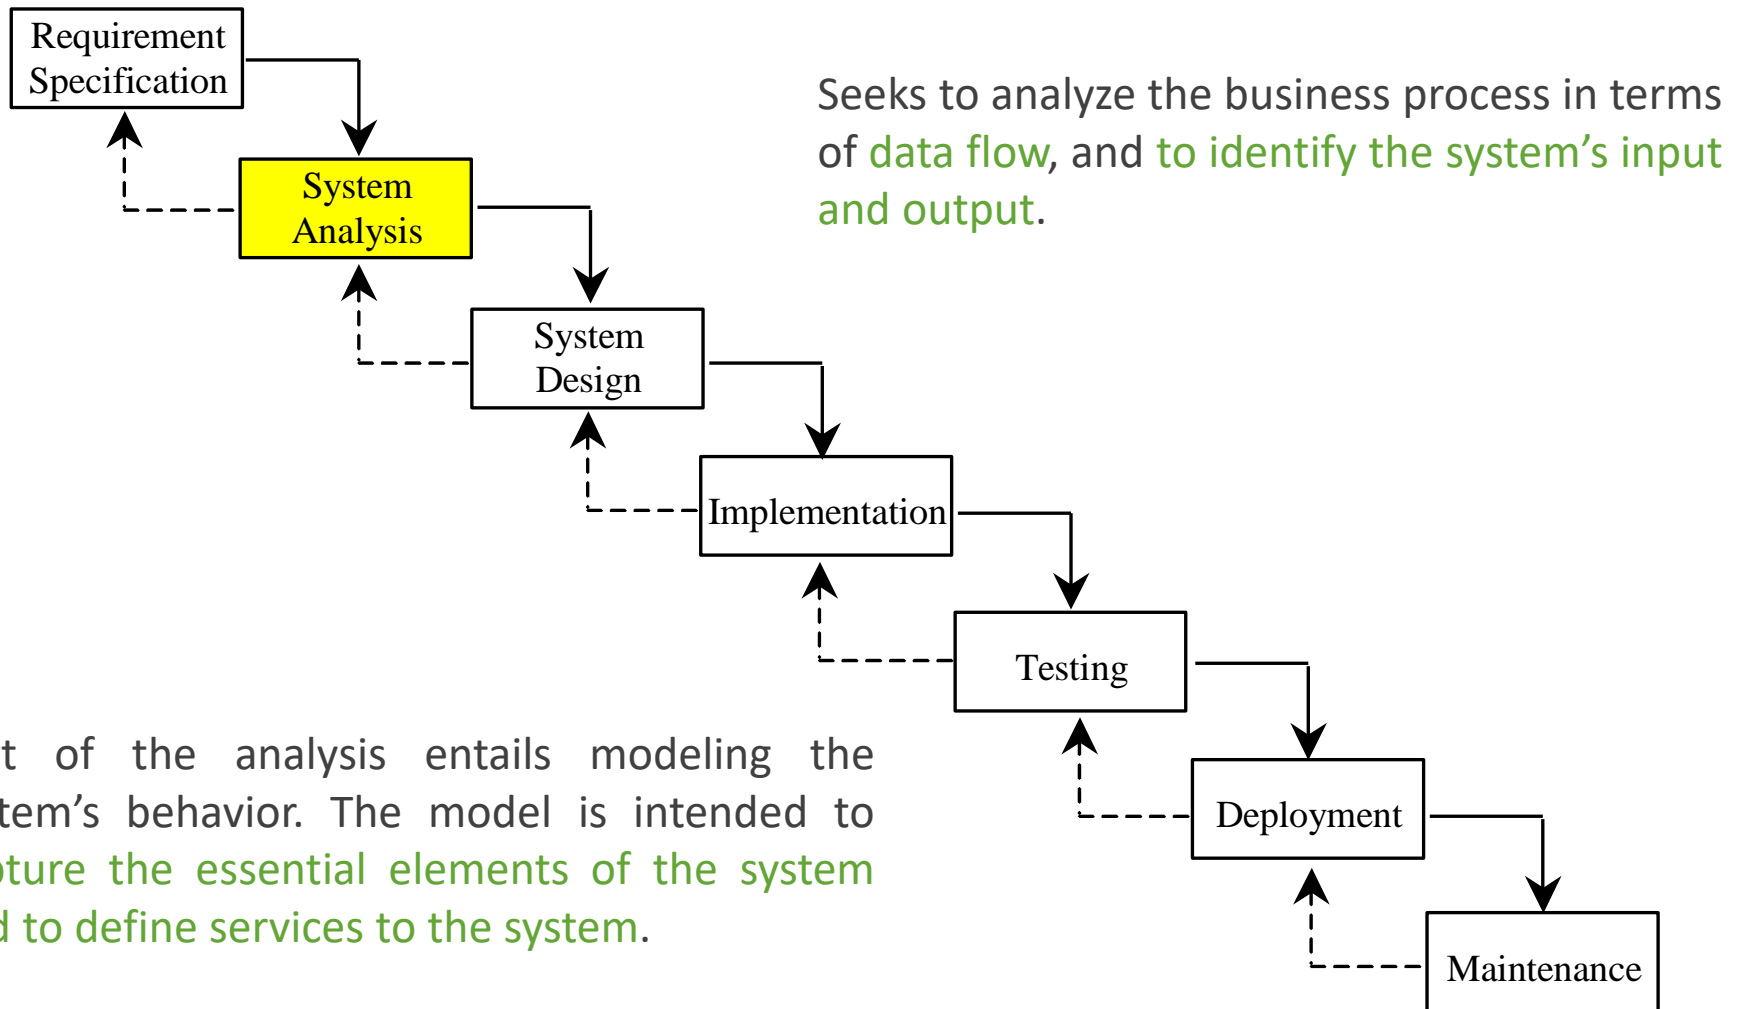 Requirement
Specification
Seeks to analyze the business process in terms
of data flow, and to identify the system’s input
and output.
System
Analysis
System
Design
Implementation
Testing
of the analysis entails modeling the
behavior. The model is intended to
the essential elements of the system
to define services to the system.
Deployment
Maintenance